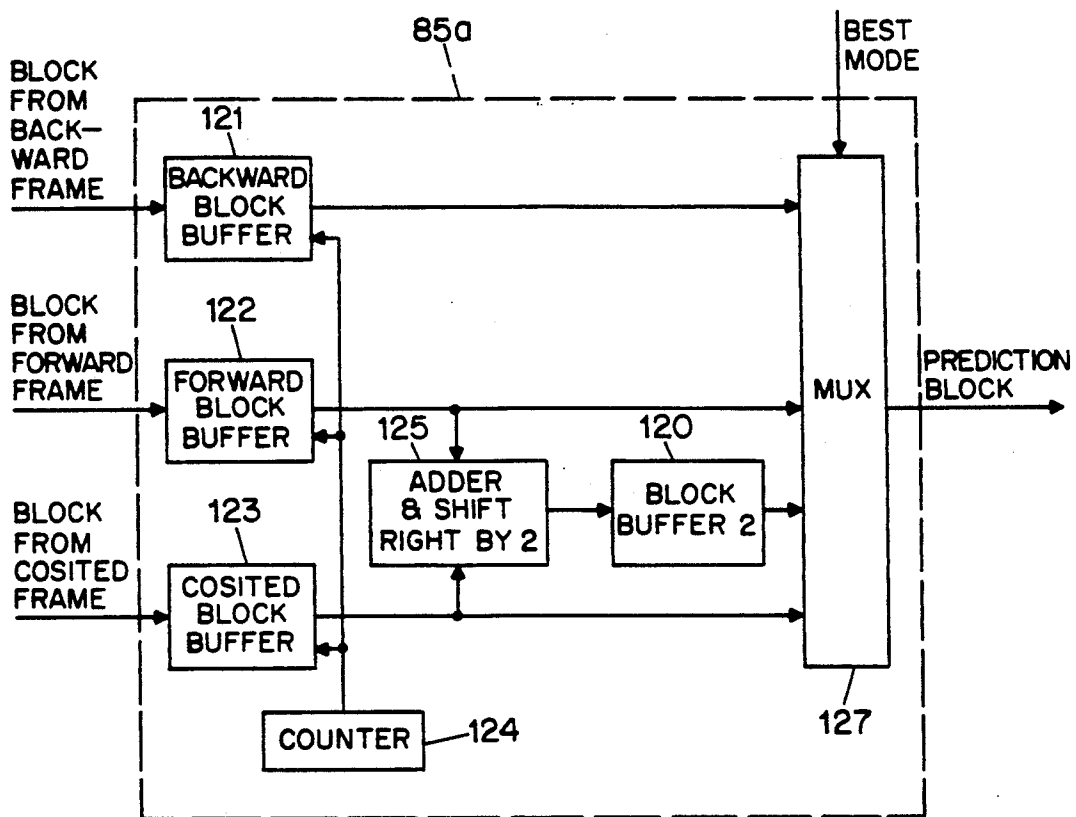 85a
BEST
MODE
BLOCK
FROM
BACK-
WARD
FRAME
121
BACKWARD
BLOCK
BUFFER
BLOCK
FROM
FORWARD
FRAME
122
FORWARD
BLOCK
BUFFER
MUX
PREDICTION
BLOCK
125
ADDER
& SHIFT
RIGHT BY 2
120
BLOCK
BUFFER 2
BLOCK
FROM
COSITED
FRAME
123
COSITED
BLOCK
BUFFER
127
COUNTER
124